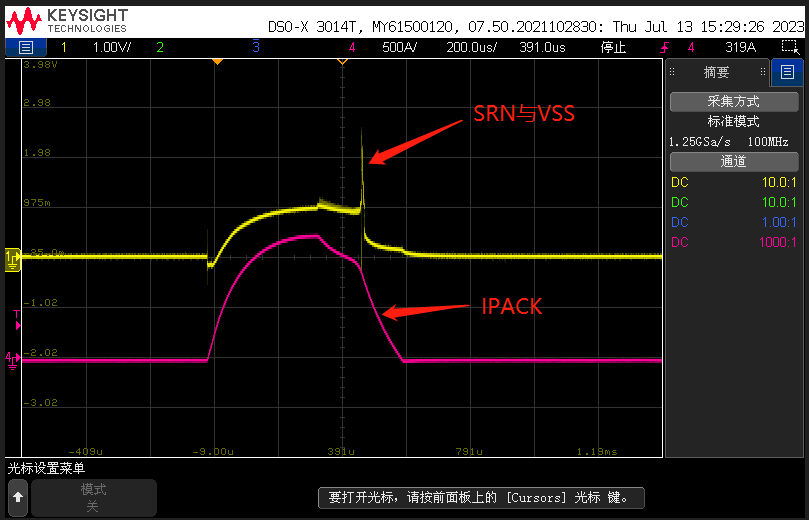 KEYSIGHT
TECHNOLOGIES
DSO-X 3014T, MY61500120, 07.50.2021102830: Thu Jul 13 15:29:26 2023
1 1.00V/ 2 3 4 500A/ 200.0us/ 391.0us 停止 4 319A
3.98V
2.98
1.98
975m
-25.0m
-1.02
-2.02
-3.02
-409u -9.00u 391u 791u 1.19ms
SRN与VSS
IPACK
1
T
4
摘要
采集方式
标准模式
1.25GSa/s 100MHz
通道
DC 10.0:1
DC 10.0:1
DC 1.00:1
DC 1000:1
光标设置菜单
模式
关
要打开光标, 请按前面板上的 [Cursors] 光标 键。